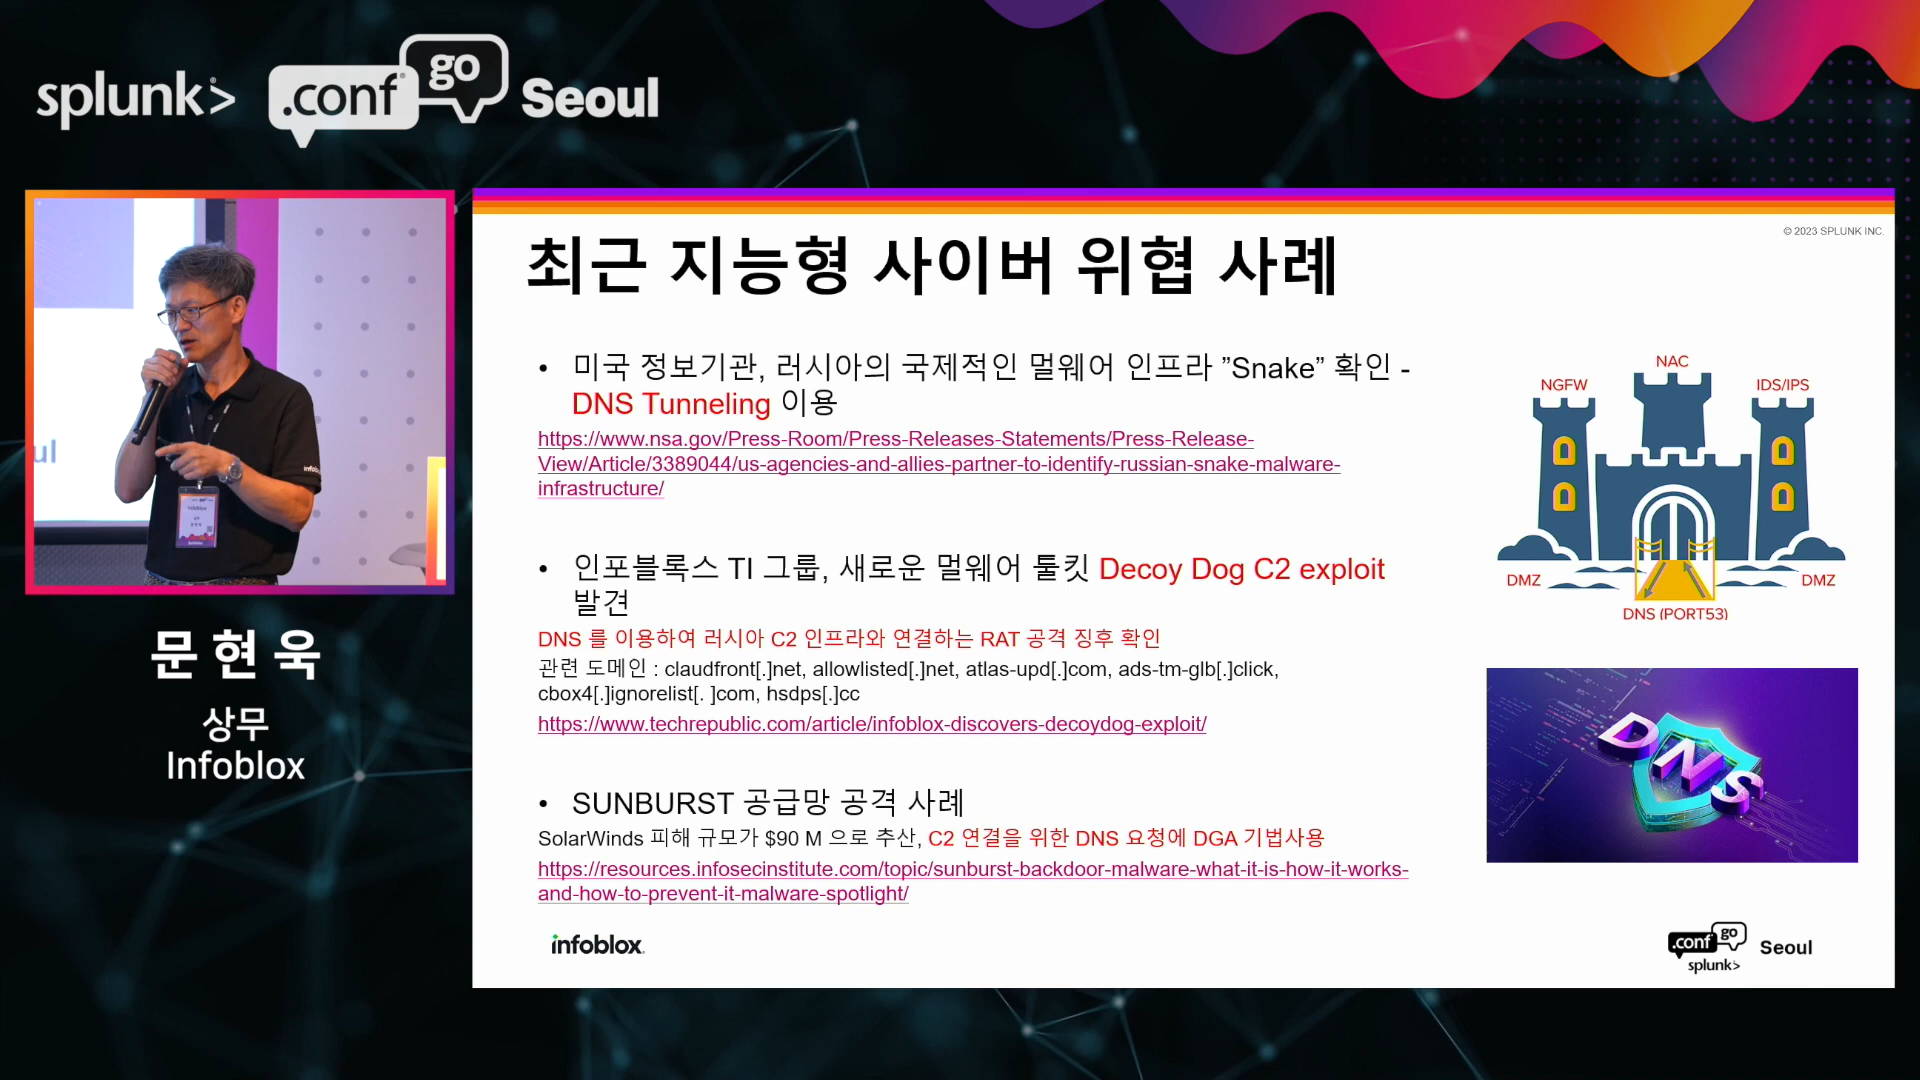 splunk> .conf go Seoul
ul
infoblox
문 현 욱
상무
Infoblox
© 2023 SPLUNK INC.
최근 지능형 사이버 위협 사례
• 미국 정보기관, 러시아의 국제적인 멀웨어 인프라 ”Snake” 확인 -
DNS Tunneling 이용
https://www.nsa.gov/Press-Room/Press-Releases-Statements/Press-Release-
View/Article/3389044/us-agencies-and-allies-partner-to-identify-russian-snake-malware-
infrastructure/
• 인포블록스 TI 그룹, 새로운 멀웨어 툴킷 Decoy Dog C2 exploit
발견
DNS 를 이용하여 러시아 C2 인프라와 연결하는 RAT 공격 징후 확인
관련 도메인 : claudfront[.]net, allowlisted[.]net, atlas-upd[.]com, ads-tm-glb[.]click,
cbox4[.]ignorelist[. ]com, hsdps[.]cc
https://www.techrepublic.com/article/infoblox-discovers-decoydog-exploit/
• SUNBURST 공급망 공격 사례
SolarWinds 피해 규모가 $90 M 으로 추산, C2 연결을 위한 DNS 요청에 DGA 기법사용
https://resources.infosecinstitute.com/topic/sunburst-backdoor-malware-what-it-is-how-it-works-
and-how-to-prevent-it-malware-spotlight/
NAC
NGFW
IDS/IPS
DMZ
DMZ
DNS (PORT53)
DNS
infoblox
.conf go
splunk>
Seoul